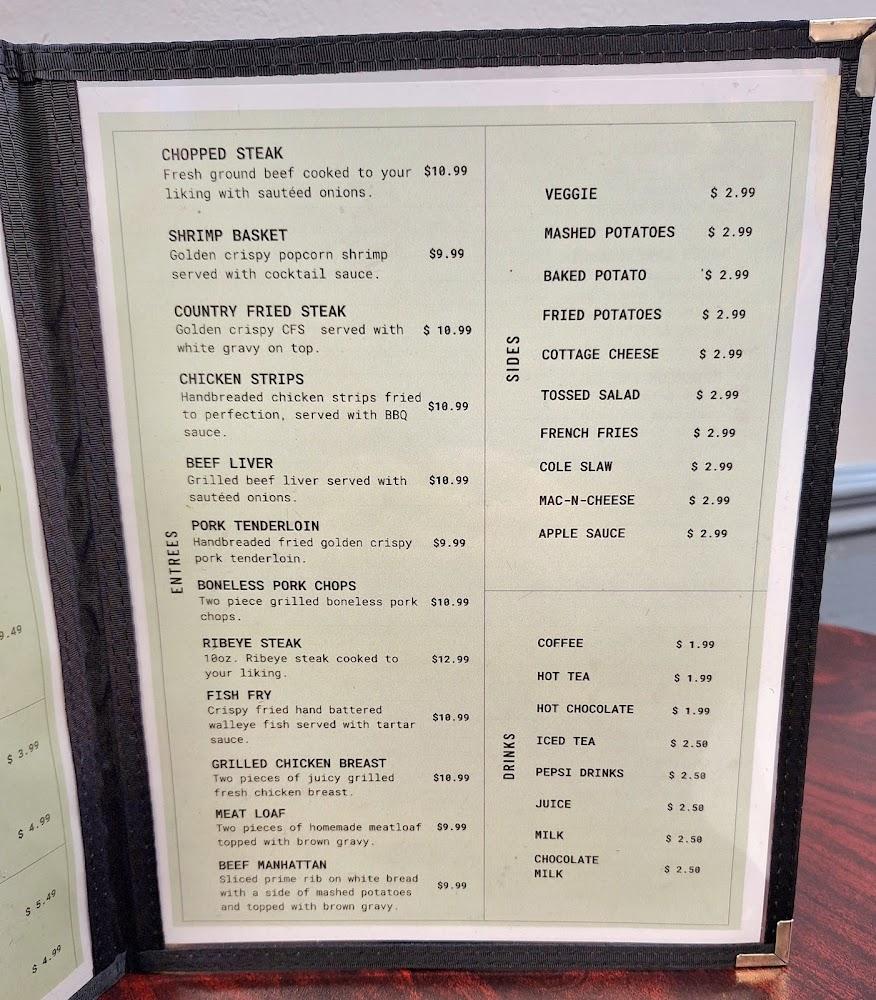 9.49
$ 3.99
$ 4.99
$ 5.49
$ 4.99
ENTREES
CHOPPED STEAK
Fresh ground beef cooked to your $10.99
liking with sautéed onions.
SHRIMP BASKET
Golden crispy popcorn shrimp $9.99
served with cocktail sauce.
COUNTRY FRIED STEAK
Golden crispy CFS served with $ 10.99
white gravy on top.
CHICKEN STRIPS
Handbreaded chicken strips fried
to perfection, served with BBQ $10.99
sauce.
BEEF LIVER
Grilled beef liver served with $10.99
sautéed onions.
PORK TENDERLOIN
Handbreaded fried golden crispy $9.99
pork tenderloin.
BONELESS PORK CHOPS
Two piece grilled boneless pork $10.99
chops.
RIBEYE STEAK
10oz. Ribeye steak cooked to $12.99
your liking.
FISH FRY
Crispy fried hand battered
walleye fish served with tartar $10.99
sauce.
GRILLED CHICKEN BREAST
Two pieces of juicy grilled $10.99
fresh chicken breast.
MEAT LOAF
Two pieces of homemade meatloaf $9.99
topped with brown gravy.
BEEF MANHATTAN
Sliced prime rib on white bread
with a side of mashed potatoes $9.99
and topped with brown gravy.
SIDES
VEGGIE $ 2.99
MASHED POTATOES $ 2.99
BAKED POTATO $ 2.99
FRIED POTATOES $ 2.99
COTTAGE CHEESE $ 2.99
TOSSED SALAD $ 2.99
FRENCH FRIES $ 2.99
COLE SLAW $ 2.99
MAC-N-CHEESE $ 2.99
APPLE SAUCE $ 2.99
DRINKS
COFFEE $ 1.99
HOT TEA $ 1.99
HOT CHOCOLATE $ 1.99
ICED TEA $ 2.50
PEPSI DRINKS $ 2.50
JUICE $ 2.50
MILK $ 2.50
CHOCOLATE
MILK $ 2.50